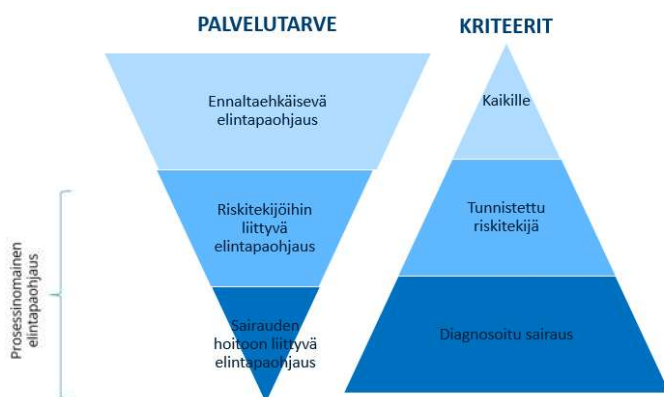 PALVELUTARVE
KRITEERIT
Ennaltaehkäisevä
elintapaohjaus
Kaikille
Riskitekijöihin
liittyvä
elintapaohjaus
Tunnistettu
riskitekijä
Sairauden
hoitoon liittyvä
elintapaohjaus
Diagnosoitu sairaus
Prosessinomainen
elintapaohjaus